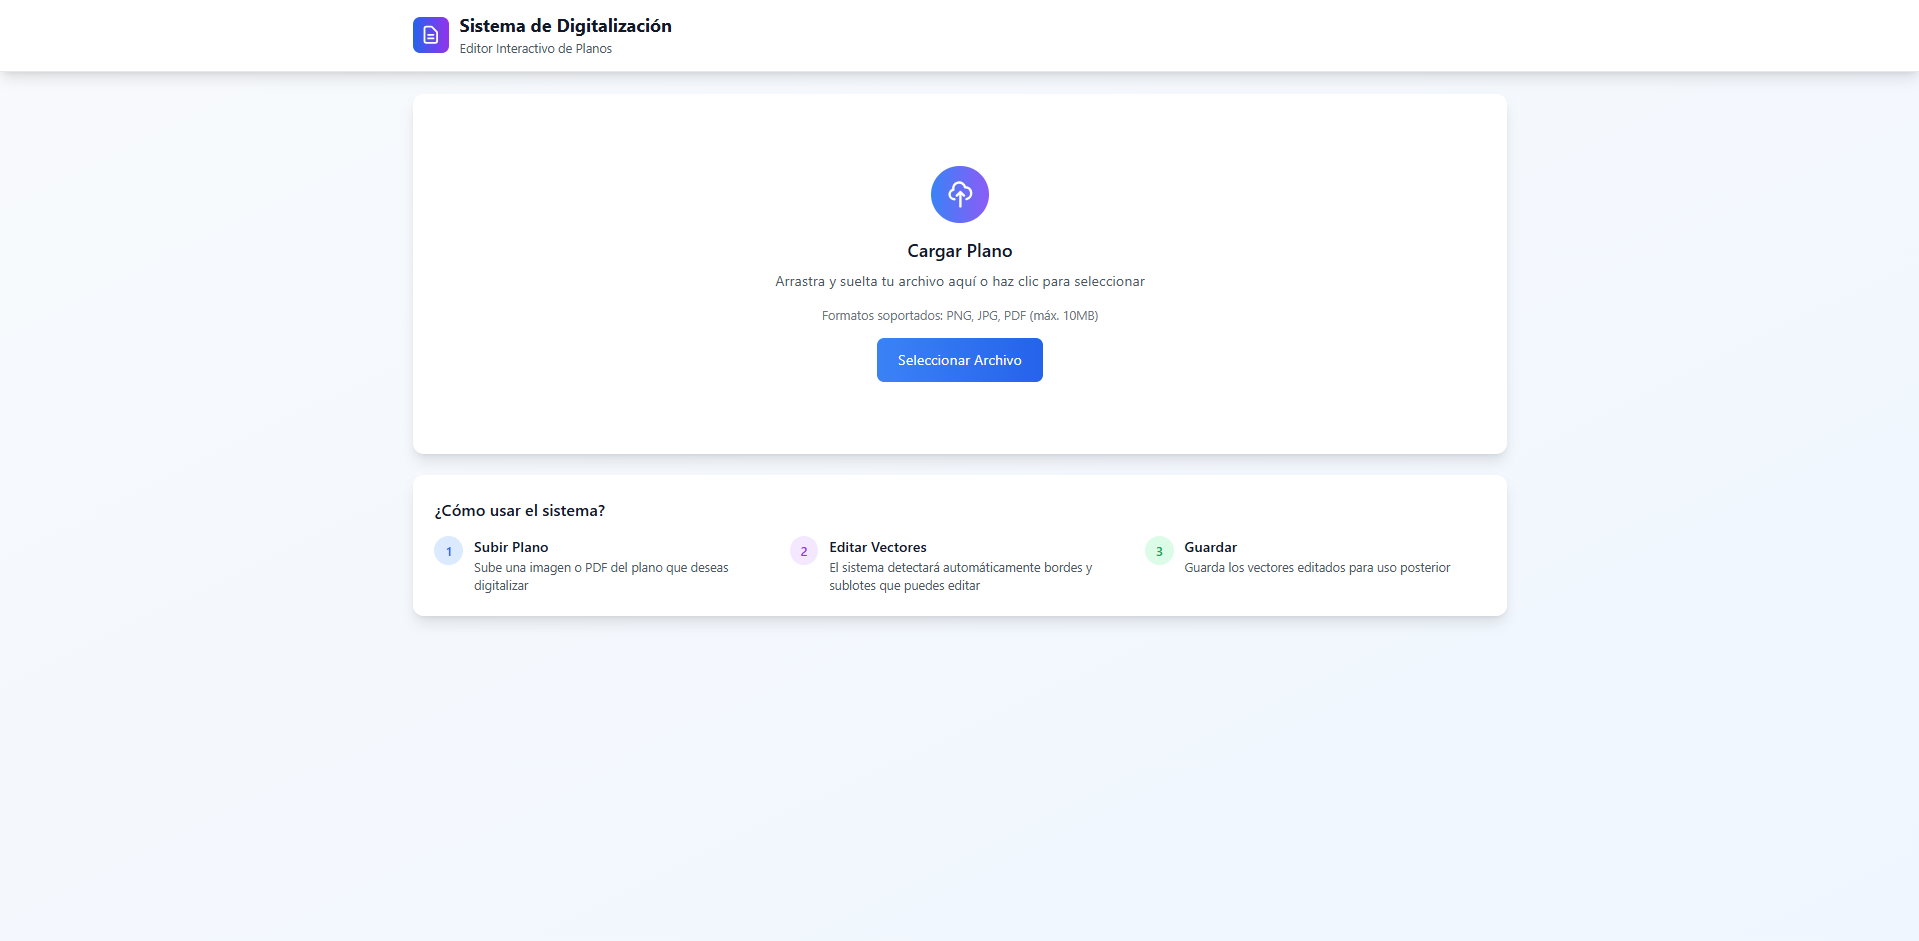 Sistema de Digitalización
Editor Interactivo de Planos
Cargar Plano
Arrastra y suelta tu archivo aquí o haz clic para seleccionar
Formatos soportados: PNG, JPG, PDF (máx. 10MB)
Seleccionar Archivo
¿Cómo usar el sistema?
1
Subir Plano
Sube una imagen o PDF del plano que deseas
digitalizar
2
Editar Vectores
El sistema detectará automáticamente bordes y
sublotes que puedes editar
3
Guardar
Guarda los vectores editados para uso posterior